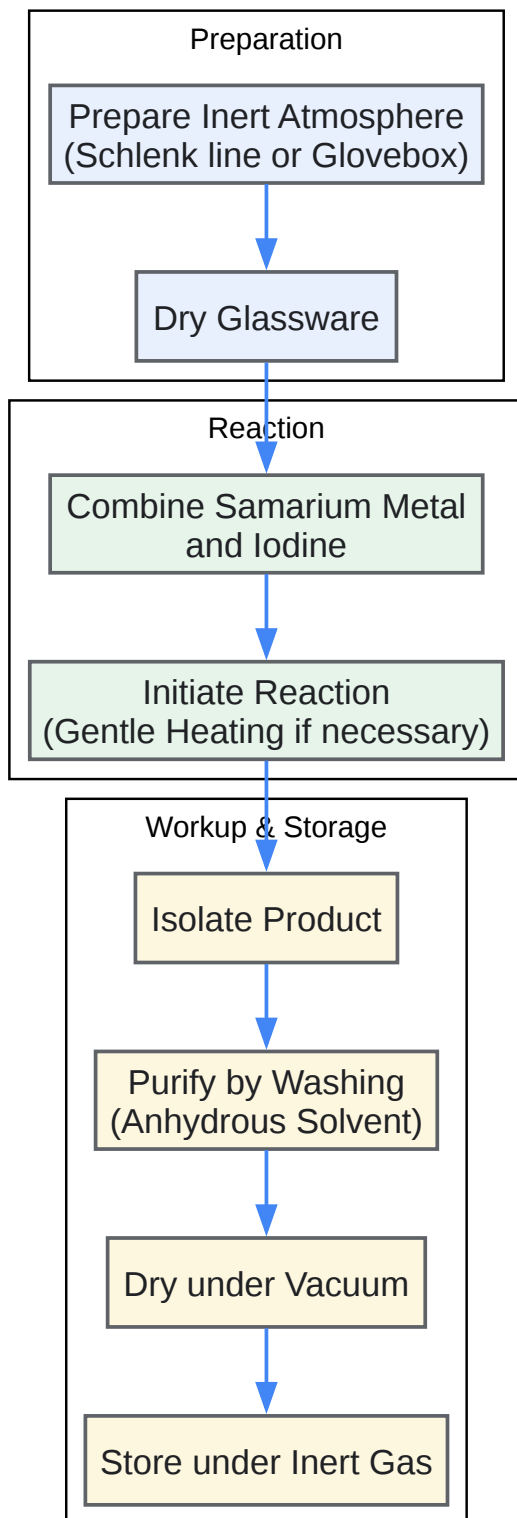 Preparation
Prepare Inert Atmosphere
(Schlenk line or Glovebox)
Dry Glassware
Reaction
Combine Samarium Metal
and Iodine
Initiate Reaction
(Gentle Heating if necessary)
Workup & Storage
Isolate Product
Purify by Washing
(Anhydrous Solvent)
Dry under Vacuum
Store under Inert Gas